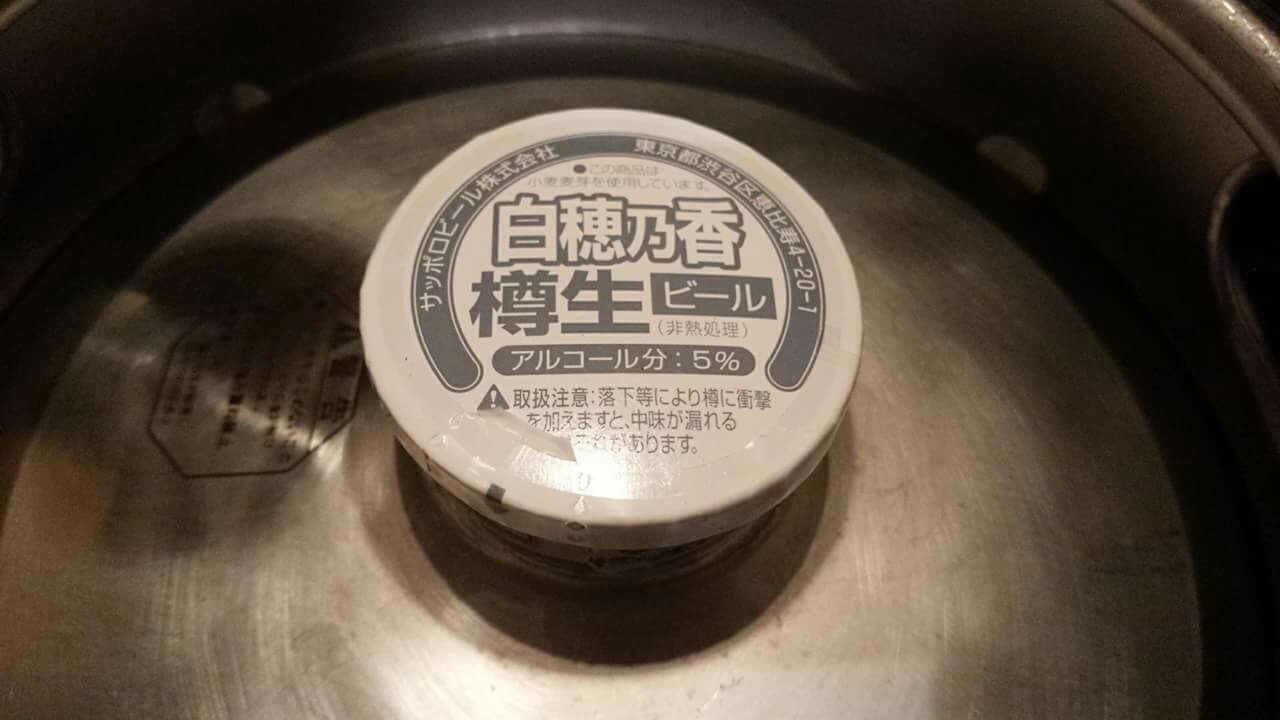 サッポロビール株式会社
東京都渋谷区恵比寿4-20-1
●この商品は
小麦麦芽を使用しています。
白穂乃香
樽生ビール
(非熱処理)
アルコール分：5%
取扱注意：落下等により樽に衝撃
を加えますと、中味が漏れる
があります。
警告